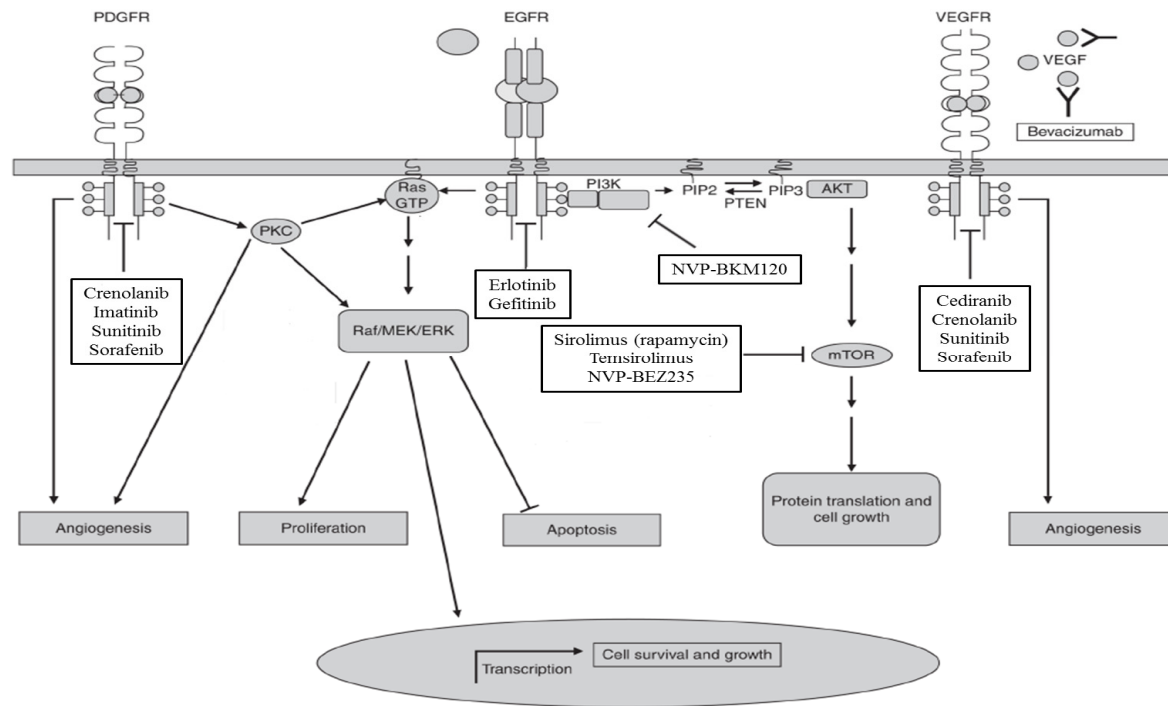 PDGFR
EGFR
VEGFR
VEGF
Bevacizumab
Ras
GTP
PI3K
PIP2
PIP3
PTEN
AKT
PKC
NVP-BKM120
Crenolanib
Imatinib
Sunitinib
Sorafenib
Erlotinib
Gefitinib
Cediranib
Crenolanib
Sunitinib
Sorafenib
Raf/MEK/ERK
Sirolimus (rapamycin)
Temsirolimus
NVP-BEZ235
mTOR
Angiogenesis
Proliferation
Apoptosis
Protein translation and
cell growth
Angiogenesis
Transcription
Cell survival and growth